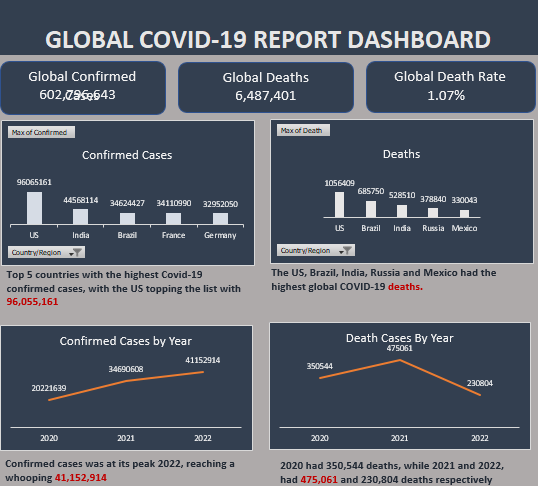 GLOBAL COVID-19 REPORT DASHBOARD
Global Confirmed
Cases
602,796,643
Global Deaths
6,487,401
Global Death Rate
1.07%
Max of Confirmed
Confirmed Cases
96065161
44568114
34624427
34110990
32952050
US
India
Brazil
France
Germany
Country/Region
Top 5 countries with the highest Covid-19
confirmed cases, with the US topping the list with
96,055,161
Max of Death
Deaths
1056409
685750
528510
378840
330043
US
Brazil
India
Russia
Mexico
Country/Region
The US, Brazil, India, Russia and Mexico had the
highest global COVID-19 deaths.
Confirmed Cases by Year
20221639
34690608
41152914
2020
2021
2022
Confirmed cases was at its peak 2022, reaching a
whooping 41,152,914
Death Cases By Year
350544
475061
230804
2020
2021
2022
2020 had 350,544 deaths, while 2021 and 2022,
had 475,061 and 230,804 deaths respectively